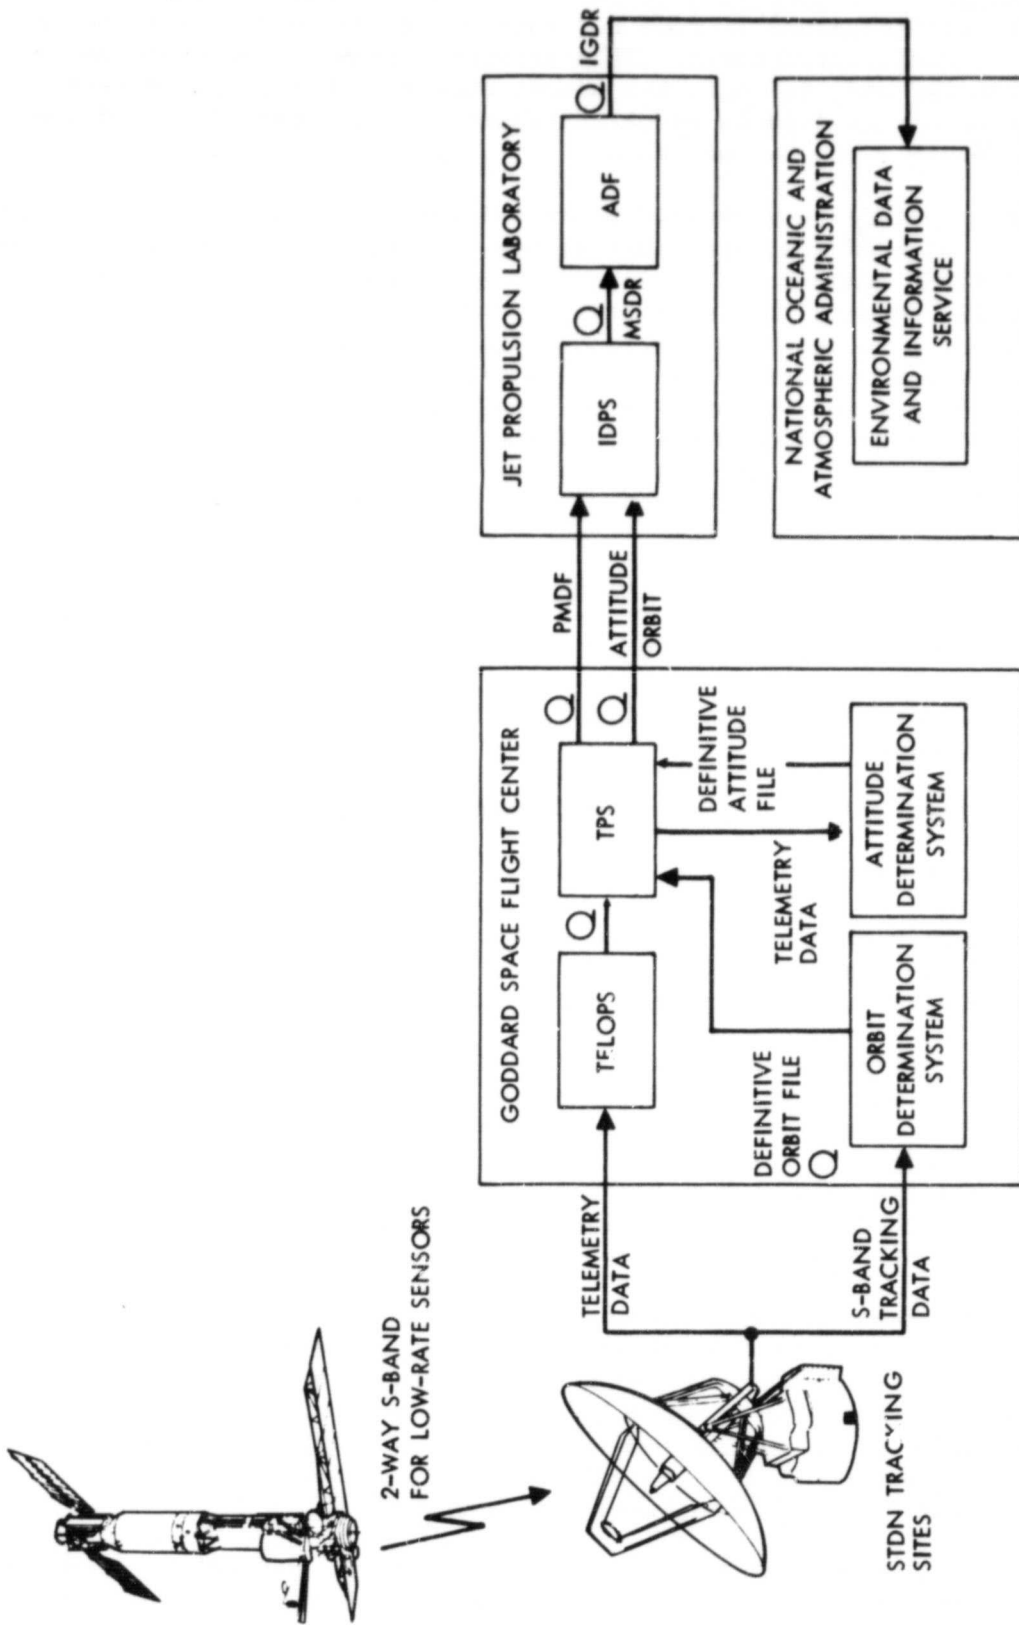 2-WAY S-BAND
FOR LOW-RATE SENSORS
STDN TRACKING
SITES
TELEMETRY
DATA
S-BAND
TRACKING
DATA
GODDARD SPACE FLIGHT CENTER
TELOPS
TPS
DEFINITIVE
ORBIT FILE
TELEMETRY
DATA
DEFINITIVE
ATTITUDE
FILE
ORBIT
DETERMINATION
SYSTEM
ATTITUDE
DETERMINATION
SYSTEM
PMDF
ATTITUDE
ORBIT
JET PROPULSION LABORATORY
IDPS
MSDR
ADF
IGDR
NATIONAL OCEANIC AND
ATMOSPHERIC ADMINISTRATION
ENVIRONMENTAL DATA
AND INFORMATION
SERVICE